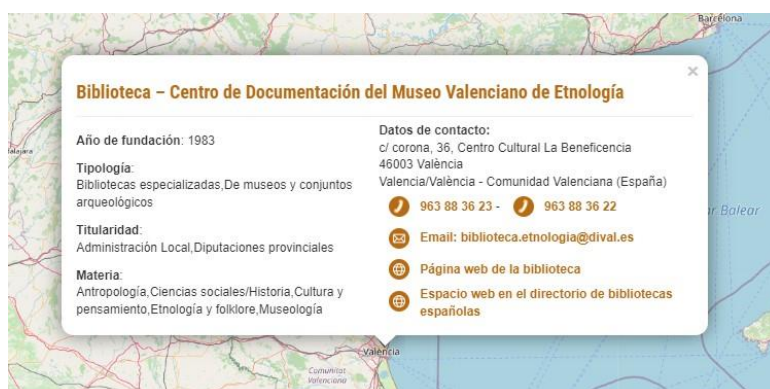 Barcelona
×
Biblioteca – Centro de Documentación del Museo Valenciano de Etnología
Año de fundación: 1983
Tipología:
Bibliotecas especializadas,De museos y conjuntos
arqueológicos
Titularidad:
Administración Local,Diputaciones provinciales
Materia:
Antropología,Ciencias sociales/Historia,Cultura y
pensamiento,Etnología y folklore,Museología
Datos de contacto:
c/ corona, 36, Centro Cultural La Beneficencia
46003 València
Valencia/València - Comunidad Valenciana (España)
963 88 36 23 - 963 88 36 22
Email: biblioteca.etnologia@dival.es
Página web de la biblioteca
Espacio web en el directorio de bibliotecas
españolas
Balear
València
Comunitat
Valenciana